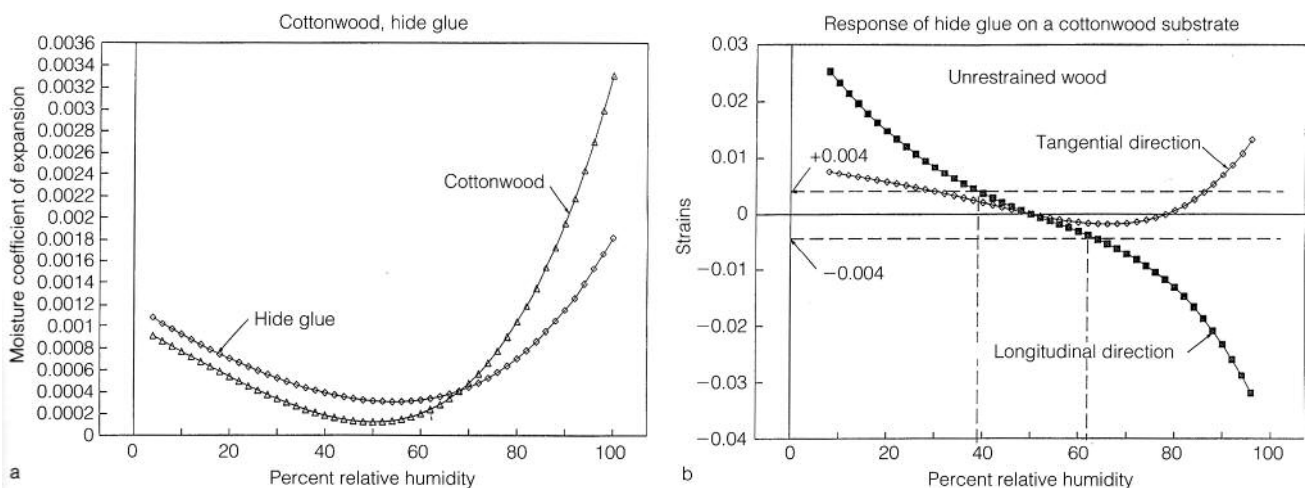 Cottonwood, hide glue
0.0036
0.0034
0.0032
0.003
0.0028
0.0026
0.0024
0.0022
0.002
0.0018
0.0016
0.0014
0.0012
0.001
0.0008
0.0006
0.0004
0.0002
0
Moisture coefficient of expansion
Cottonwood
Hide glue
0 20 40 60 80 100
Percent relative humidity
a
Response of hide glue on a cottonwood substrate
0.03
0.02
0.01
0
−0.01
−0.02
−0.03
−0.04
Strains
Unrestrained wood
+0.004
Tangential direction
−0.004
Longitudinal direction
0 20 40 60 80 100
Percent relative humidity
b